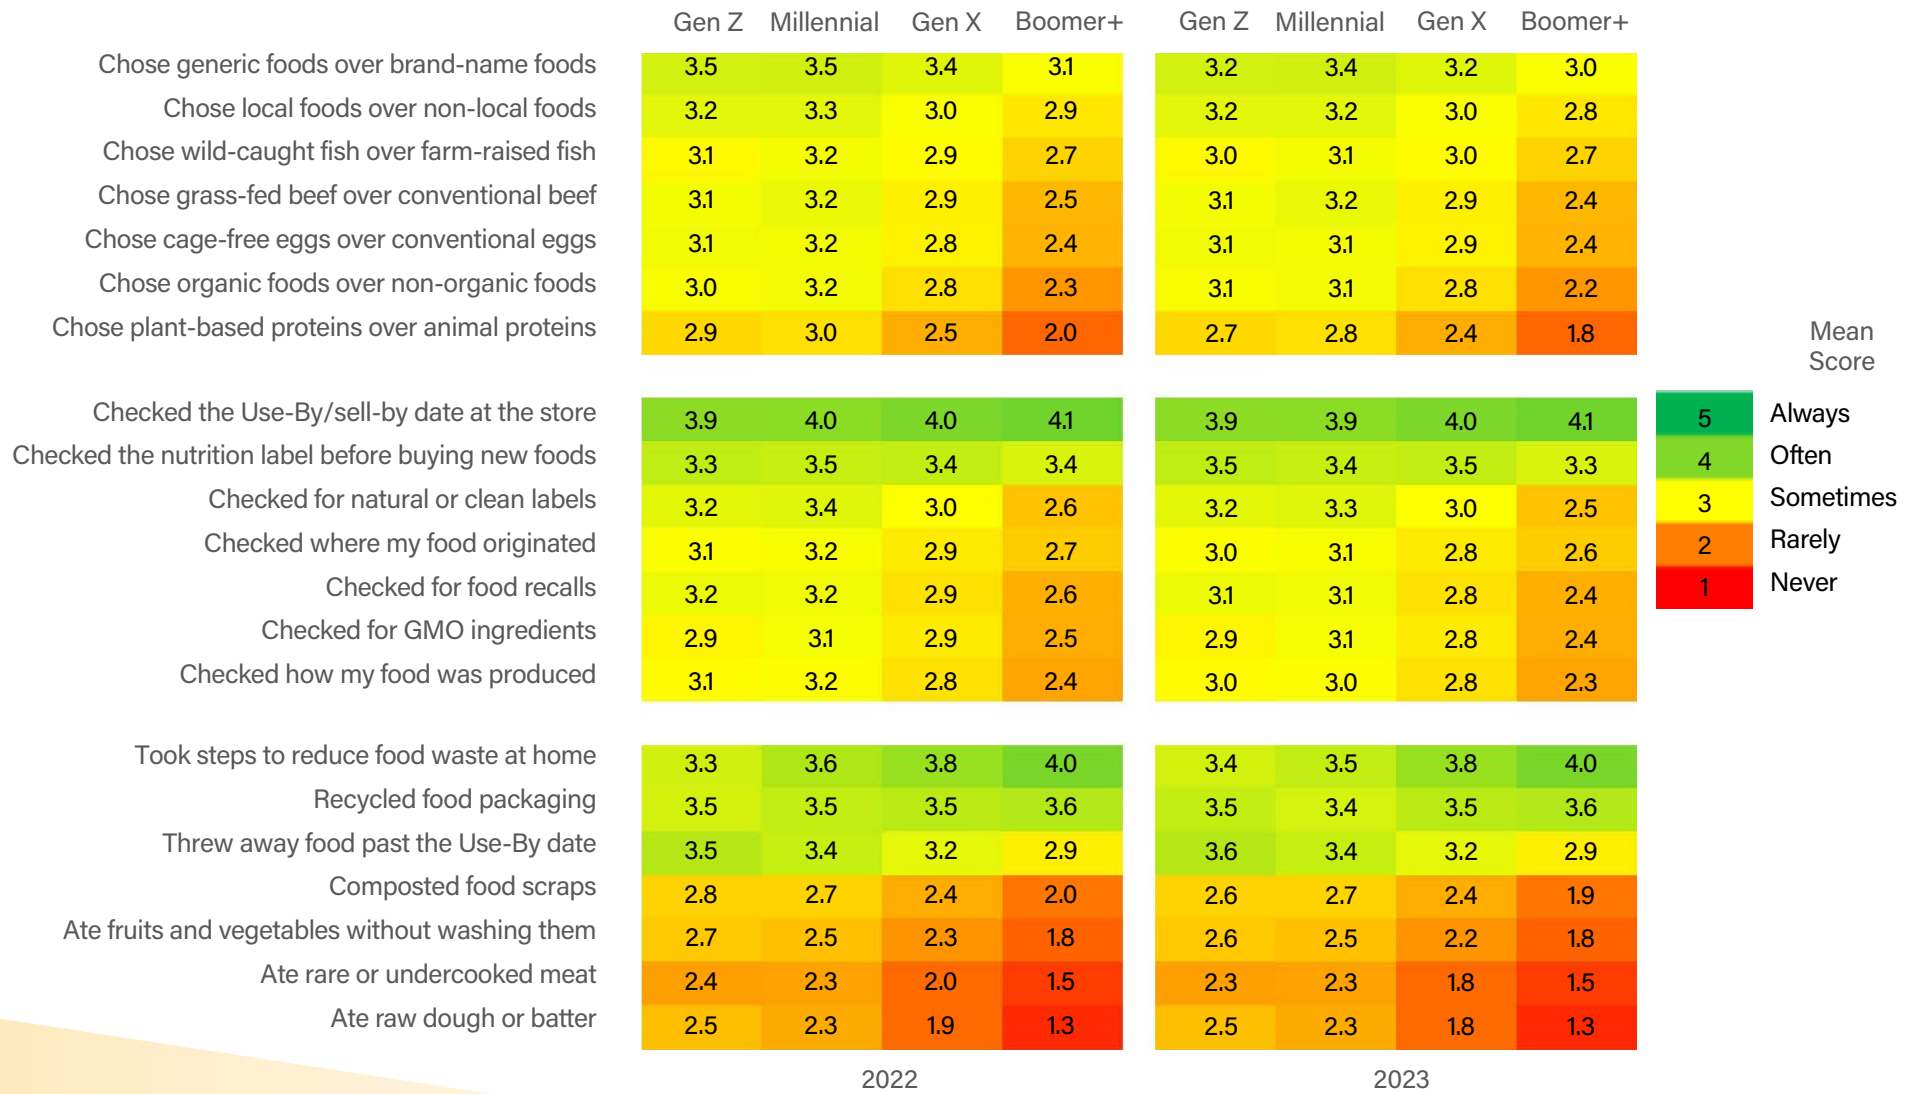 Gen Z Millennial Gen X Boomer+ Gen Z Millennial Gen X Boomer+
Chose generic foods over brand-name foods 3.5 3.5 3.4 3.1 3.2 3.4 3.2 3.0
Chose local foods over non-local foods 3.2 3.3 3.0 2.9 3.2 3.2 3.0 2.8
Chose wild-caught fish over farm-raised fish 3.1 3.2 2.9 2.7 3.0 3.1 3.0 2.7
Chose grass-fed beef over conventional beef 3.1 3.2 2.9 2.5 3.1 3.2 2.9 2.4
Chose cage-free eggs over conventional eggs 3.1 3.2 2.8 2.4 3.1 3.1 2.9 2.4
Chose organic foods over non-organic foods 3.0 3.2 2.8 2.3 3.1 3.1 2.8 2.2
Chose plant-based proteins over animal proteins 2.9 3.0 2.5 2.0 2.7 2.8 2.4 1.8
Checked the Use-By/sell-by date at the store 3.9 4.0 4.0 4.1 3.9 3.9 4.0 4.1
Checked the nutrition label before buying new foods 3.3 3.5 3.4 3.4 3.5 3.4 3.5 3.3
Checked for natural or clean labels 3.2 3.4 3.0 2.6 3.2 3.3 3.0 2.5
Checked where my food originated 3.1 3.2 2.9 2.7 3.0 3.1 2.8 2.6
Checked for food recalls 3.2 3.2 2.9 2.6 3.1 3.1 2.8 2.4
Checked for GMO ingredients 2.9 3.1 2.9 2.5 2.9 3.1 2.8 2.4
Checked how my food was produced 3.1 3.2 2.8 2.4 3.0 3.0 2.8 2.3
Took steps to reduce food waste at home 3.3 3.6 3.8 4.0 3.4 3.5 3.8 4.0
Recycled food packaging 3.5 3.5 3.5 3.6 3.5 3.4 3.5 3.6
Threw away food past the Use-By date 3.5 3.4 3.2 2.9 3.6 3.4 3.2 2.9
Composted food scraps 2.8 2.7 2.4 2.0 2.6 2.7 2.4 1.9
Ate fruits and vegetables without washing them 2.7 2.5 2.3 1.8 2.6 2.5 2.2 1.8
Ate rare or undercooked meat 2.4 2.3 2.0 1.5 2.3 2.3 1.8 1.5
Ate raw dough or batter 2.5 2.3 1.9 1.3 2.5 2.3 1.8 1.3
2022 2023
Mean
Score
5 Always
4 Often
3 Sometimes
2 Rarely
1 Never